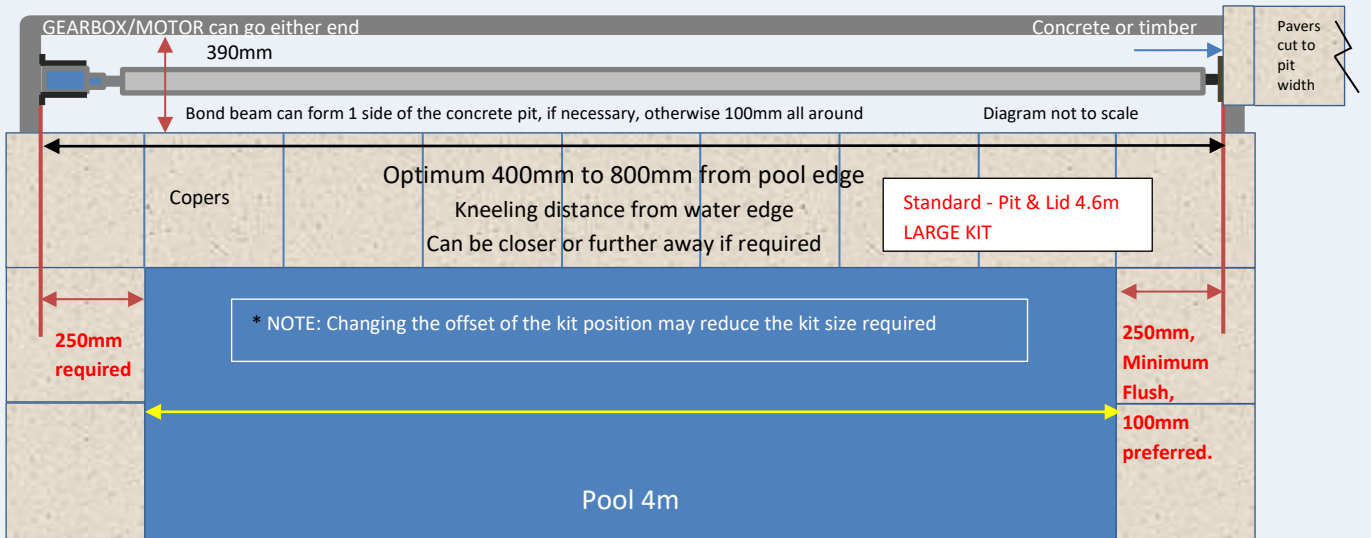 GEARBOX/MOTOR can go either end
Concrete or timber
Pavers
cut to
pit
width
390mm
Bond beam can form 1 side of the concrete pit, if necessary, otherwise 100mm all around
Diagram not to scale
Optimum 400mm to 800mm from pool edge
Copers
Kneeling distance from water edge
Can be closer or further away if required
Standard - Pit & Lid 4.6m
LARGE KIT
* NOTE: Changing the offset of the kit position may reduce the kit size required
250mm
required
250mm,
Minimum
Flush,
100mm
preferred.
Pool 4m